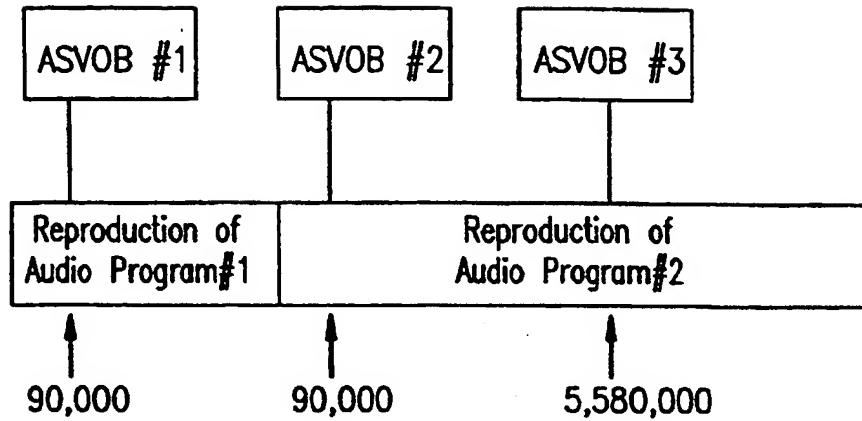 ASVOB #1
ASVOB #2
ASVOB #3
Reproduction of
Audio Program#1
Reproduction of
Audio Program#2
90,000
90,000
5,580,000